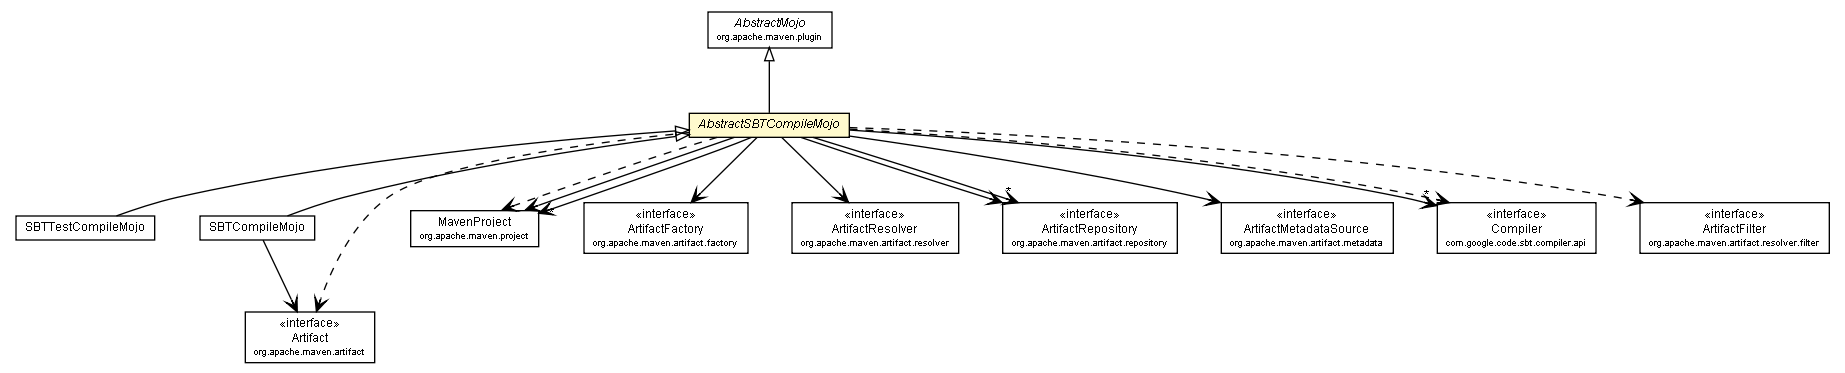 AbstractMojo
org.apache.maven.plugin
AbstractSBTCompileMojo
SBTTestCompileMojo
SBTCompileMojo
MavenProject
org.apache.maven.project
*
«interface»
ArtifactFactory
org.apache.maven.artifact.factory
«interface»
ArtifactResolver
org.apache.maven.artifact.resolver
*
«interface»
ArtifactRepository
org.apache.maven.artifact.repository
«interface»
ArtifactMetadataSource
org.apache.maven.artifact.metadata
*
«interface»
Compiler
com.google.code.sbt.compiler.api
«interface»
ArtifactFilter
org.apache.maven.artifact.resolver.filter
«interface»
Artifact
org.apache.maven.artifact